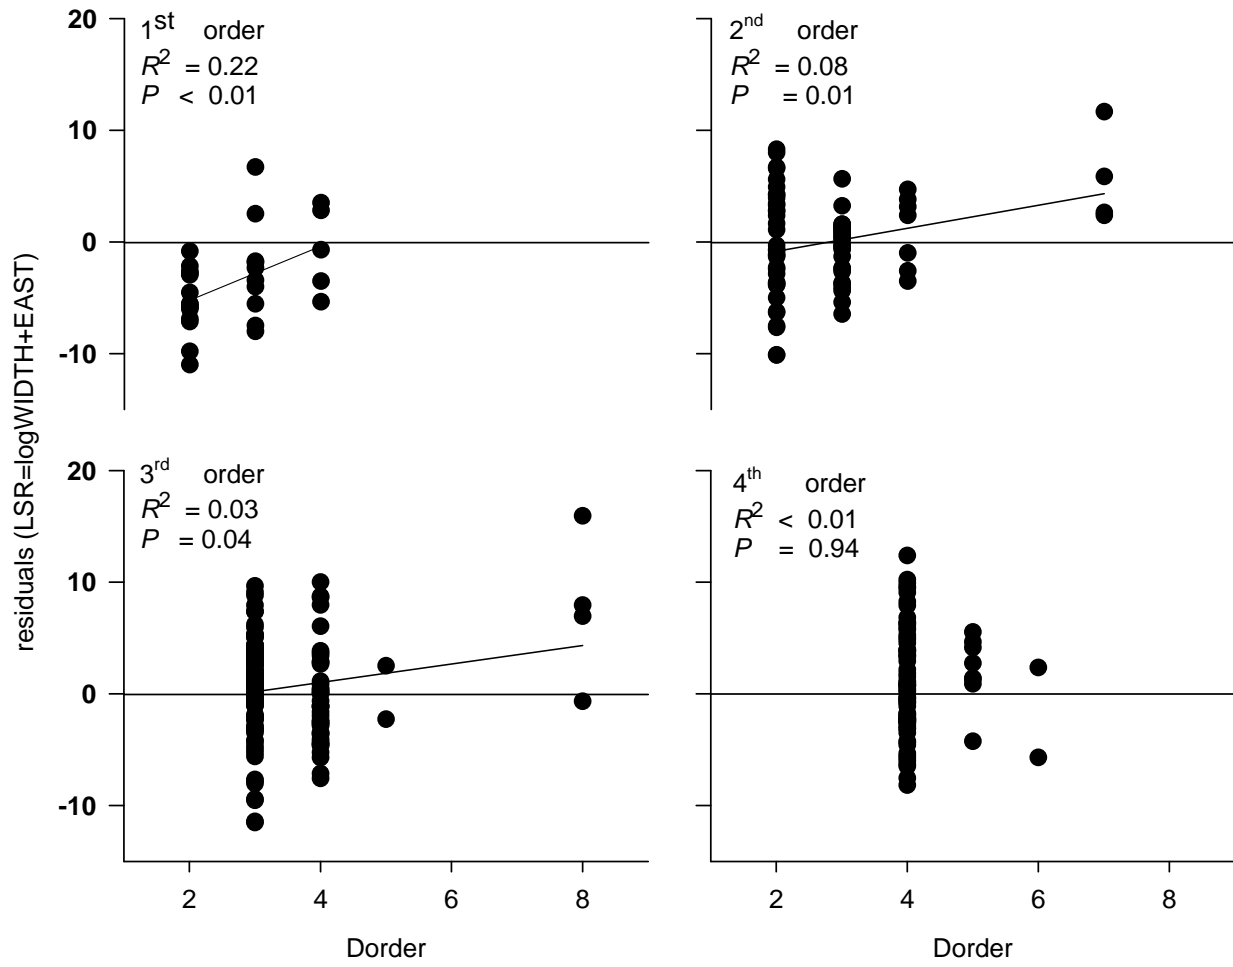 residuals (LSR=logWIDTH+EAST)
20
10
0
-10
1st order
R2 = 0.22
P < 0.01
2nd order
R2 = 0.08
P = 0.01
20
10
0
-10
3rd order
R2 = 0.03
P = 0.04
4th order
R2 < 0.01
P = 0.94
2 4 6 8
2 4 6 8
Dorder
Dorder